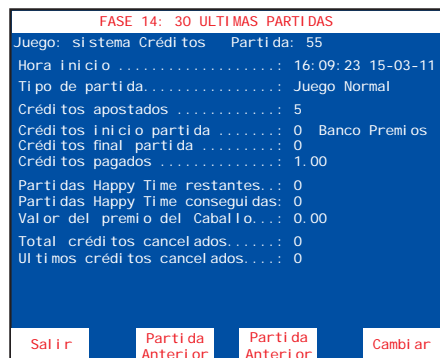 FASE 14: 30 ULTIMAS PARTIDAS
Juego: sistema Créditos Partida: 55
Hora inicio ..................: 16:09:23 15-03-11
Tipo de partida...............: Juego Normal
Créditos apostados ...........: 5
Créditos inicio partida .......: 0 Banco Premios
Créditos final partida ........: 0
Créditos pagados .............: 1.00
Partidas Happy Time restantes..: 0
Partidas Happy Time conseguidas: 0
Valor del premio del Caballo...: 0.00
Total créditos cancelados......: 0
Ultimos créditos cancelados....: 0
Salir Partida Anterior Partida Anterior Cambiar